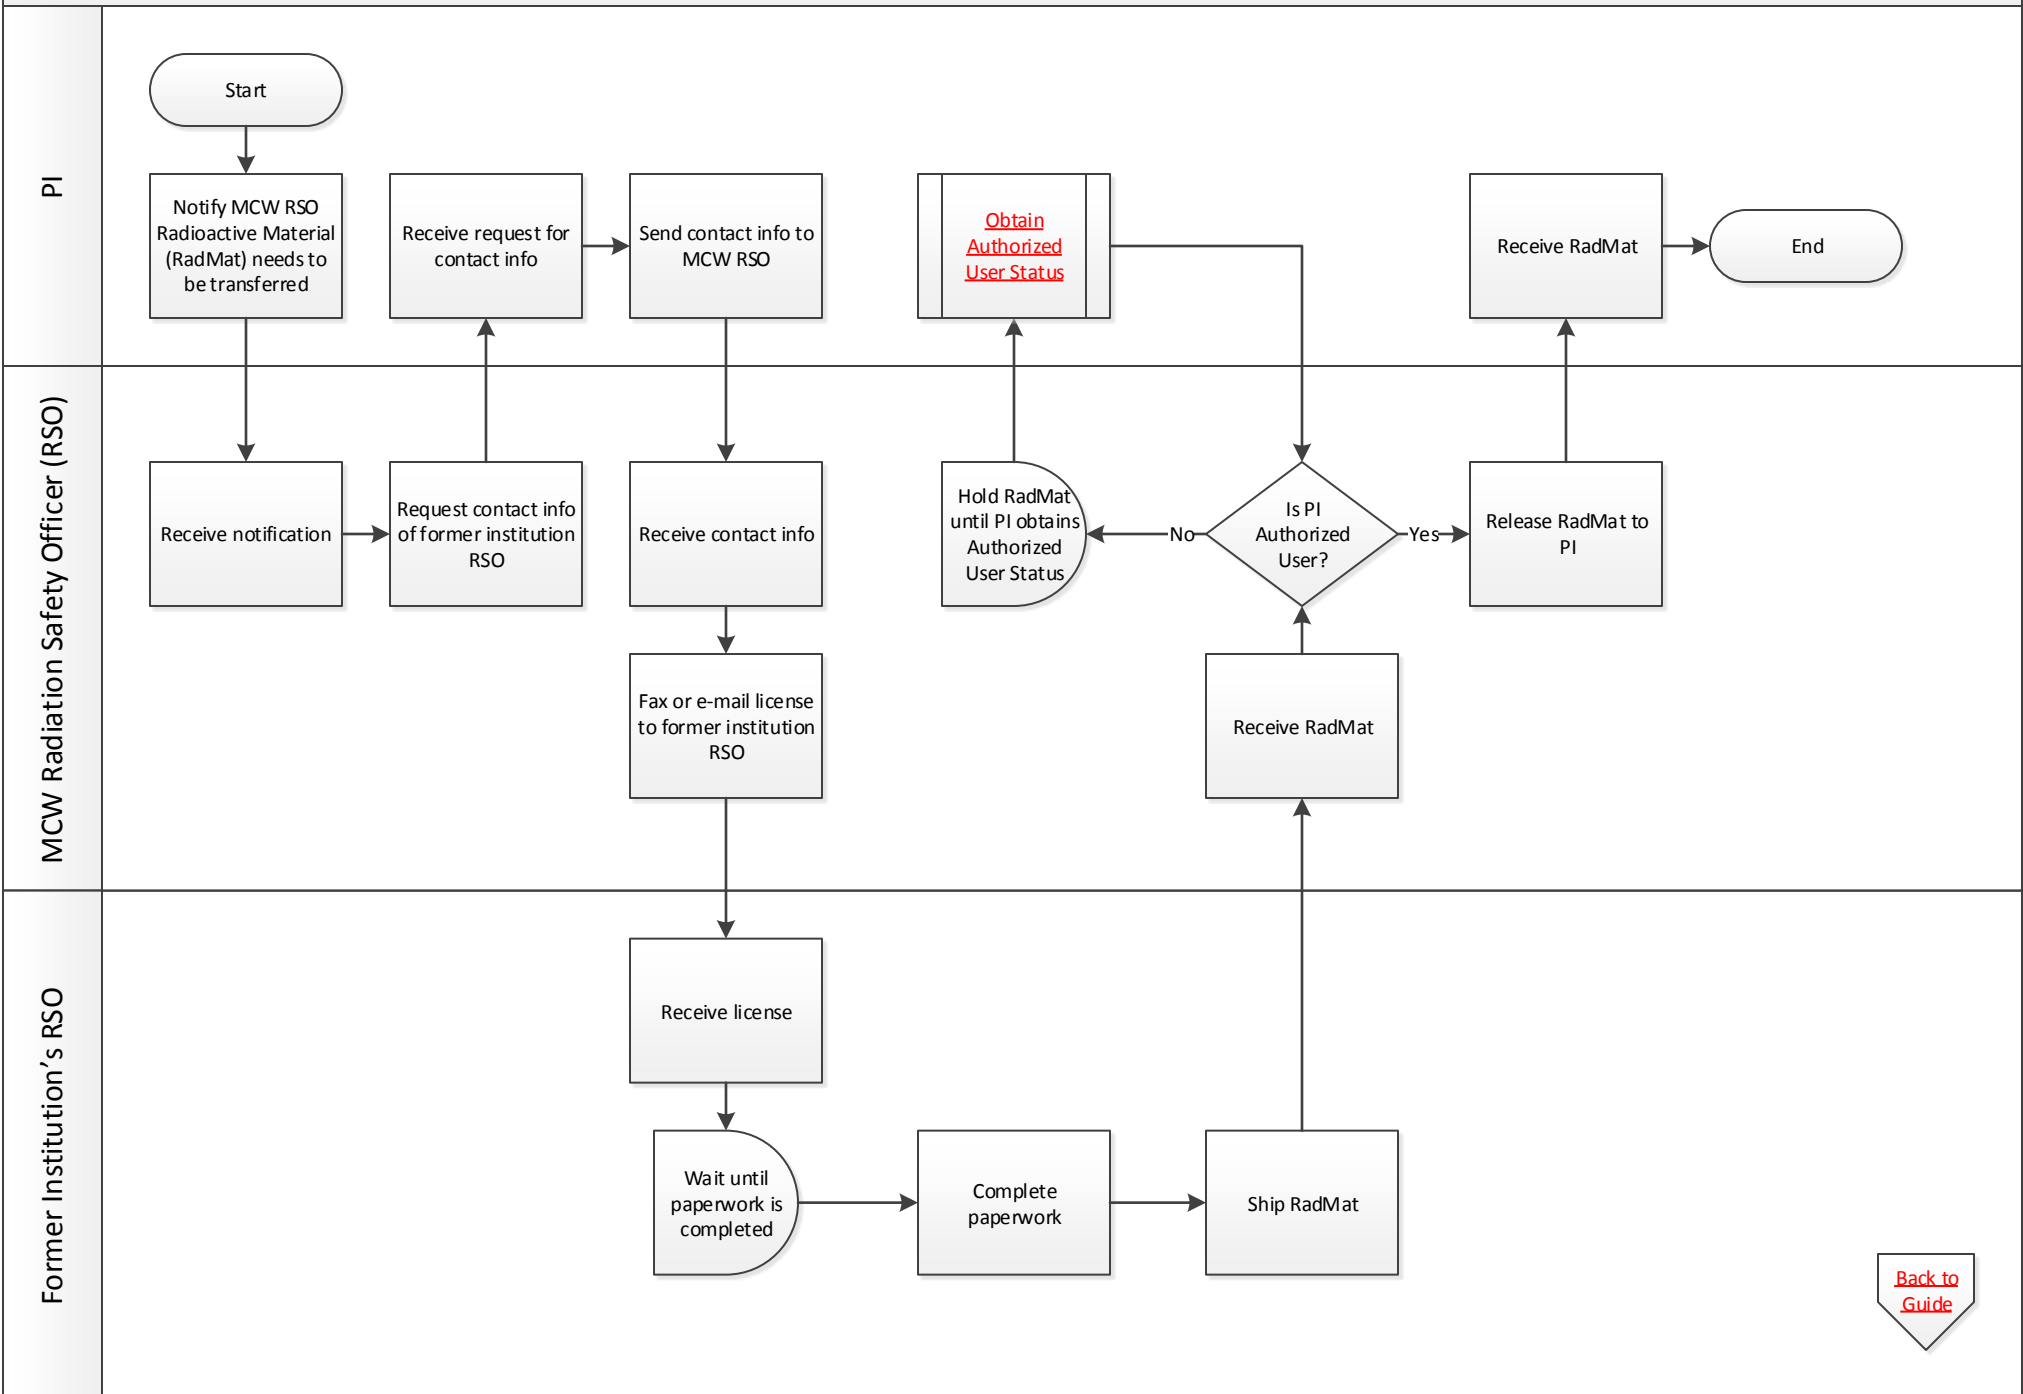 PI
Start
Notify MCW RSO
Radioactive Material
(RadMat) needs to
be transferred
Receive request for
contact info
Send contact info to
MCW RSO
Obtain
Authorized
User Status
Receive RadMat
End
MCW Radiation Safety Officer (RSO)
Receive notification
Request contact info
of former institution
RSO
Receive contact info
Hold RadMat
until PI obtains
Authorized
User Status
No
Is PI
Authorized
User?
Yes
Release RadMat to
PI
Fax or e-mail license
to former institution
RSO
Receive RadMat
Former Institution’s RSO
Receive license
Wait until
paperwork is
completed
Complete
paperwork
Ship RadMat
Back to
Guide